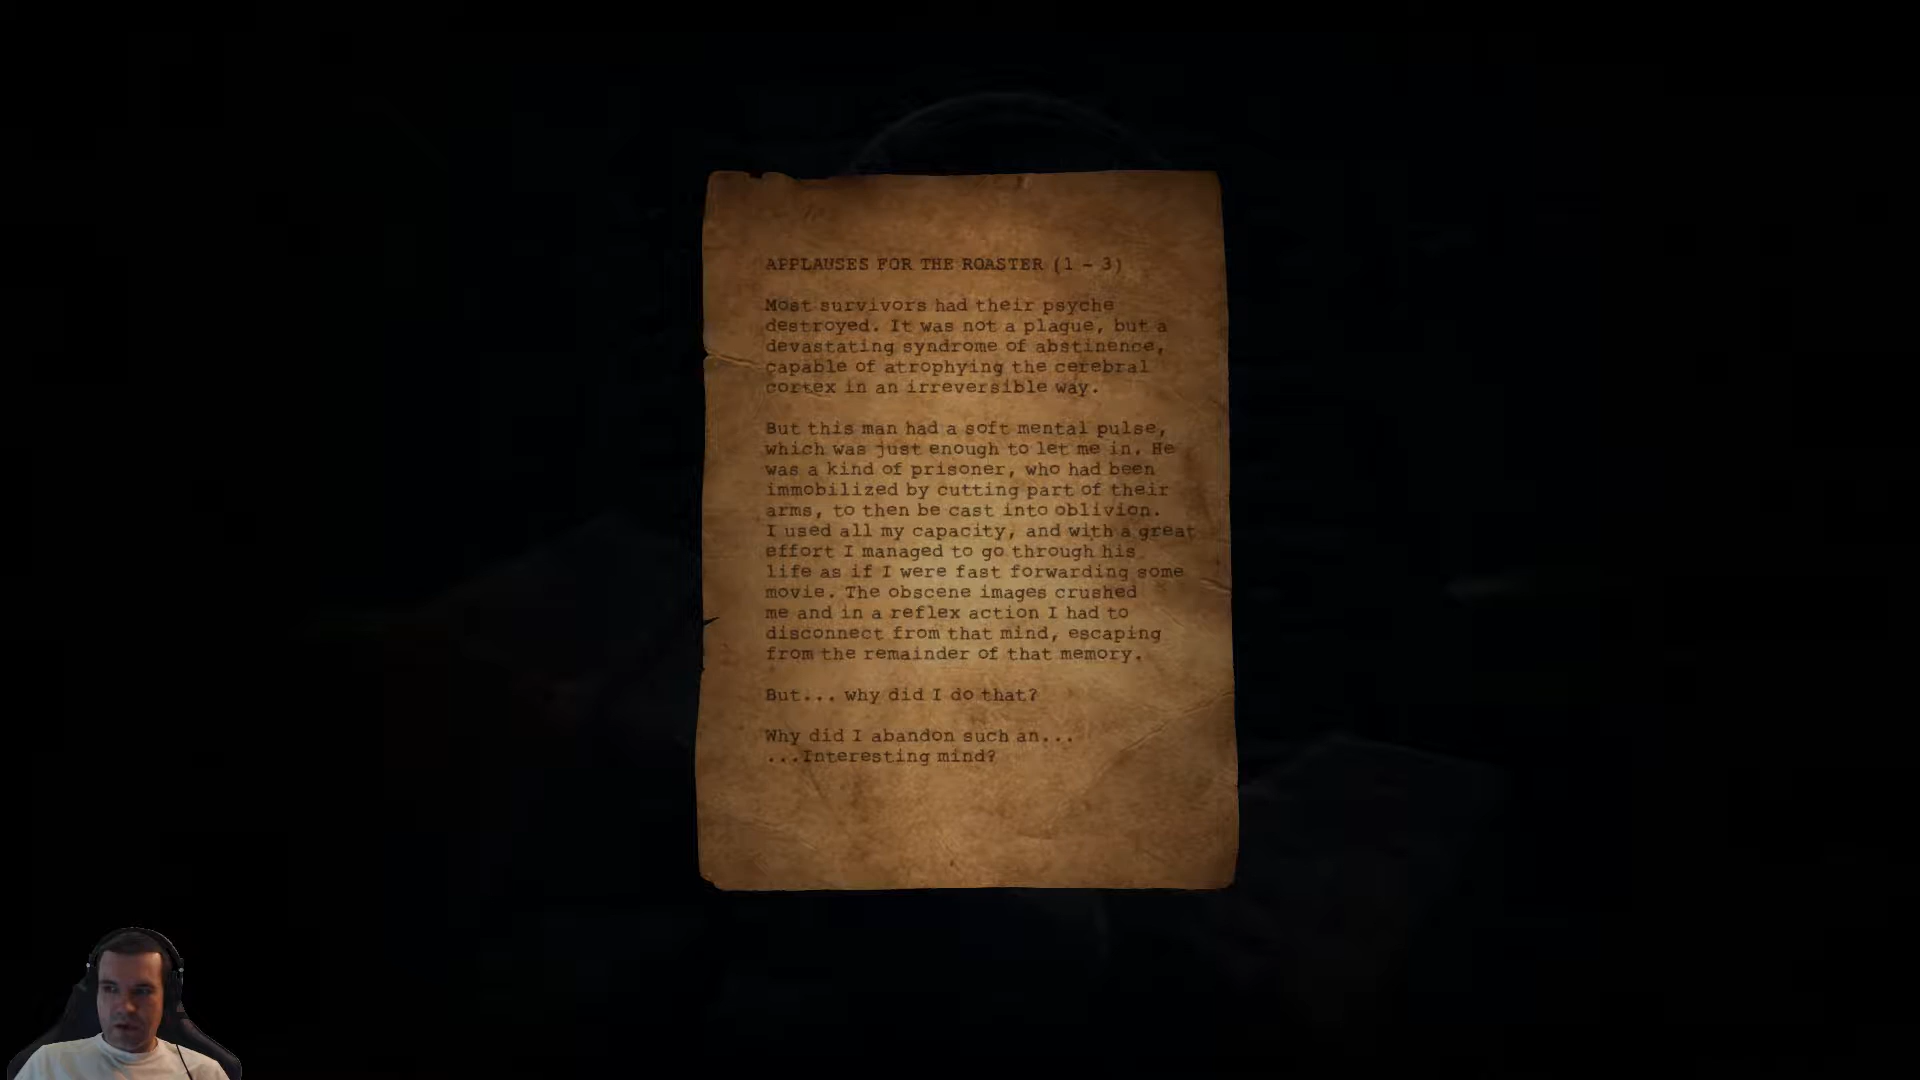 APPLAUSES FOR THE ROASTER (1 - 3)
Most survivors had their psyche
destroyed. It was not a plague, but a
devastating syndrome of abstinence,
capable of atrophying the cerebral
cortex in an irreversible way.
But this man had a soft mental pulse,
which was just enough to let me in. He
was a kind of prisoner, who had been
immobilized by cutting part of their
arms, to then be cast into oblivion.
I used all my capacity, and with a great
effort I managed to go through his
life as if I were fast forwarding some
movie. The obscene images crushed
me and in a reflex action I had to
disconnect from that mind, escaping
from the remainder of that memory.
But... why did I do that?
Why did I abandon such an...
...Interesting mind?